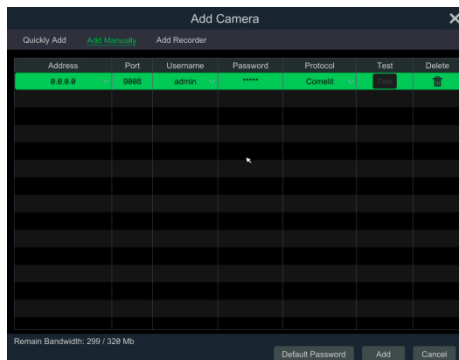 Add Camera
Quickly Add Add Manually Add Recorder
Address Port Username Password Protocol Test Delete
0.0.0.0 9008 admin ***** Comelit Test
Remain Bandwidth: 299 / 320 Mb
Default Password Add Cancel